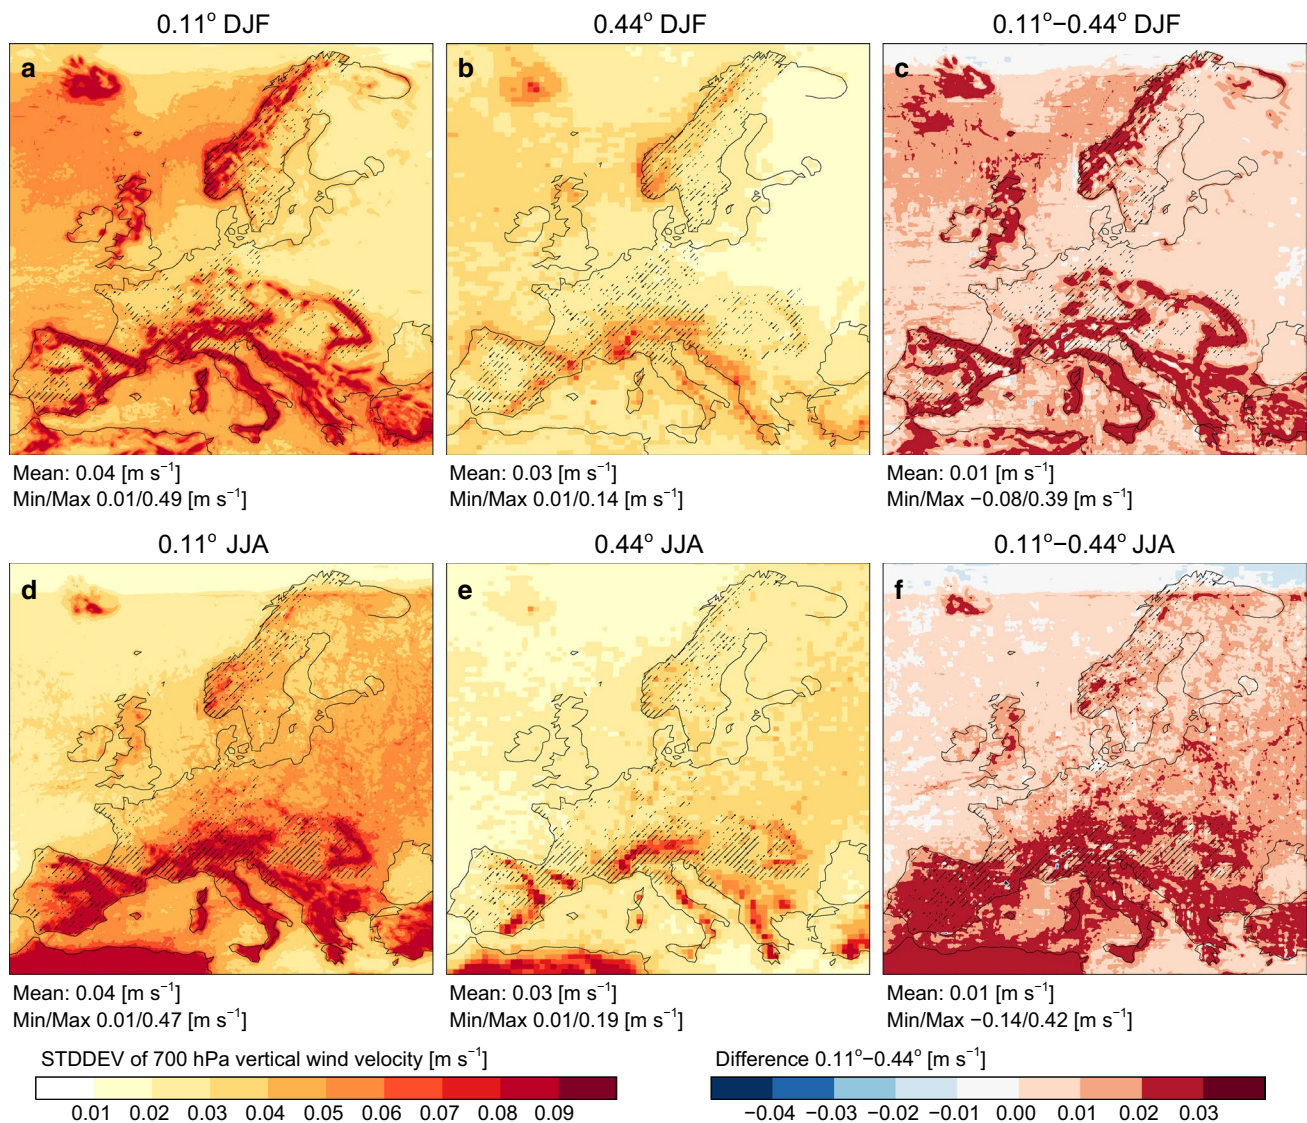 0.11° DJF
0.44° DJF
0.11°−0.44° DJF
a
b
c
Mean: 0.04 [m s⁻¹]
Min/Max 0.01/0.49 [m s⁻¹]
Mean: 0.03 [m s⁻¹]
Min/Max 0.01/0.14 [m s⁻¹]
Mean: 0.01 [m s⁻¹]
Min/Max −0.08/0.39 [m s⁻¹]
0.11° JJA
0.44° JJA
0.11°−0.44° JJA
d
e
f
Mean: 0.04 [m s⁻¹]
Min/Max 0.01/0.47 [m s⁻¹]
Mean: 0.03 [m s⁻¹]
Min/Max 0.01/0.19 [m s⁻¹]
Mean: 0.01 [m s⁻¹]
Min/Max −0.14/0.42 [m s⁻¹]
STDDEV of 700 hPa vertical wind velocity [m s⁻¹]
0.01 0.02 0.03 0.04 0.05 0.06 0.07 0.08 0.09
Difference 0.11°−0.44° [m s⁻¹]
−0.04 −0.03 −0.02 −0.01 0.00 0.01 0.02 0.03